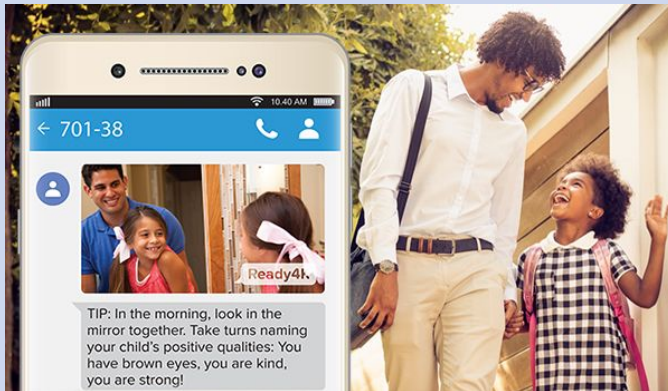 10.40 AM
701-38
Ready4K
TIP: In the morning, look in the
mirror together. Take turns naming
your child's positive qualities: You
have brown eyes, you are kind,
you are strong!